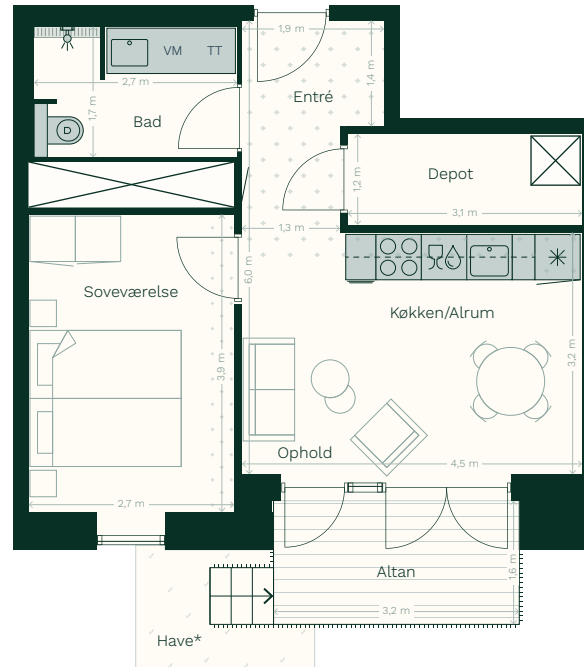 1,9 m
VM TT
2,7 m
1,4 m
1,7 m
Entré
Bad
D
Depot
1,2 m
3,1 m
1,3 m
6,0 m
Soveværelse
Køkken/Alrum
3,2 m
3,9 m
Ophold
4,5 m
2,7 m
Altan
1,6 m
3,2 m
Have*